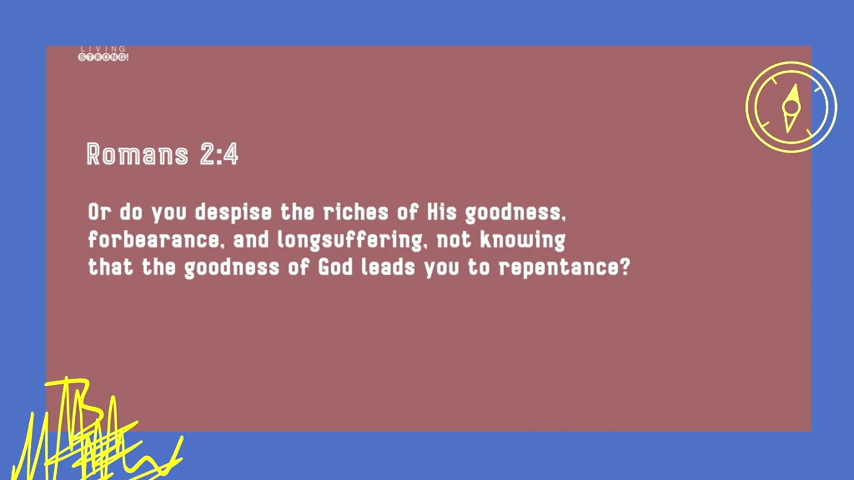 LIVING
STRONG!
Romans 2:4
Or do you despise the riches of His goodness,
forbearance, and longsuffering, not knowing
that the goodness of God leads you to repentance?